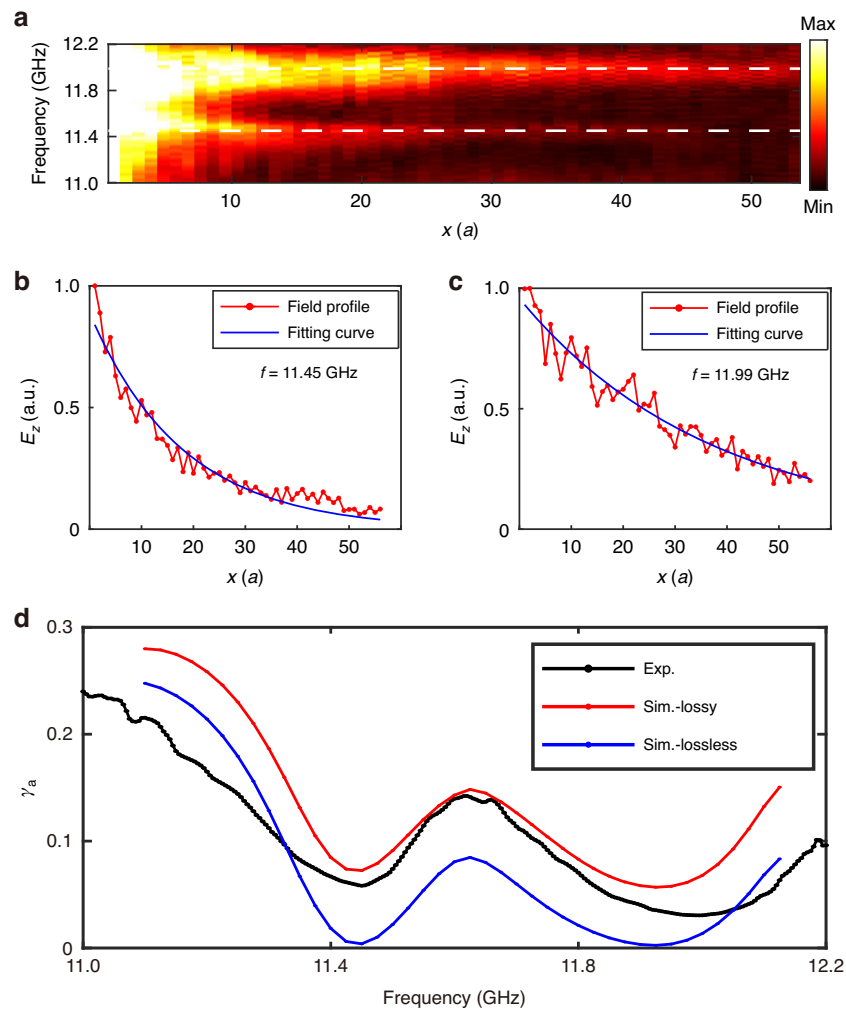 a
Max
12.2
11.8
11.4
11.0
Frequency (GHz)
10
20
30
40
50
Min
x (a)
b
1.0
0.5
0
E_z (a.u.)
Field profile
Fitting curve
f = 11.45 GHz
10
20
30
40
50
x (a)
c
1.0
0.5
0
E_z (a.u.)
Field profile
Fitting curve
f = 11.99 GHz
10
20
30
40
50
x (a)
d
0.3
0.2
0.1
0
γ_a
Exp.
Sim.-lossy
Sim.-lossless
11.0
11.4
11.8
12.2
Frequency (GHz)